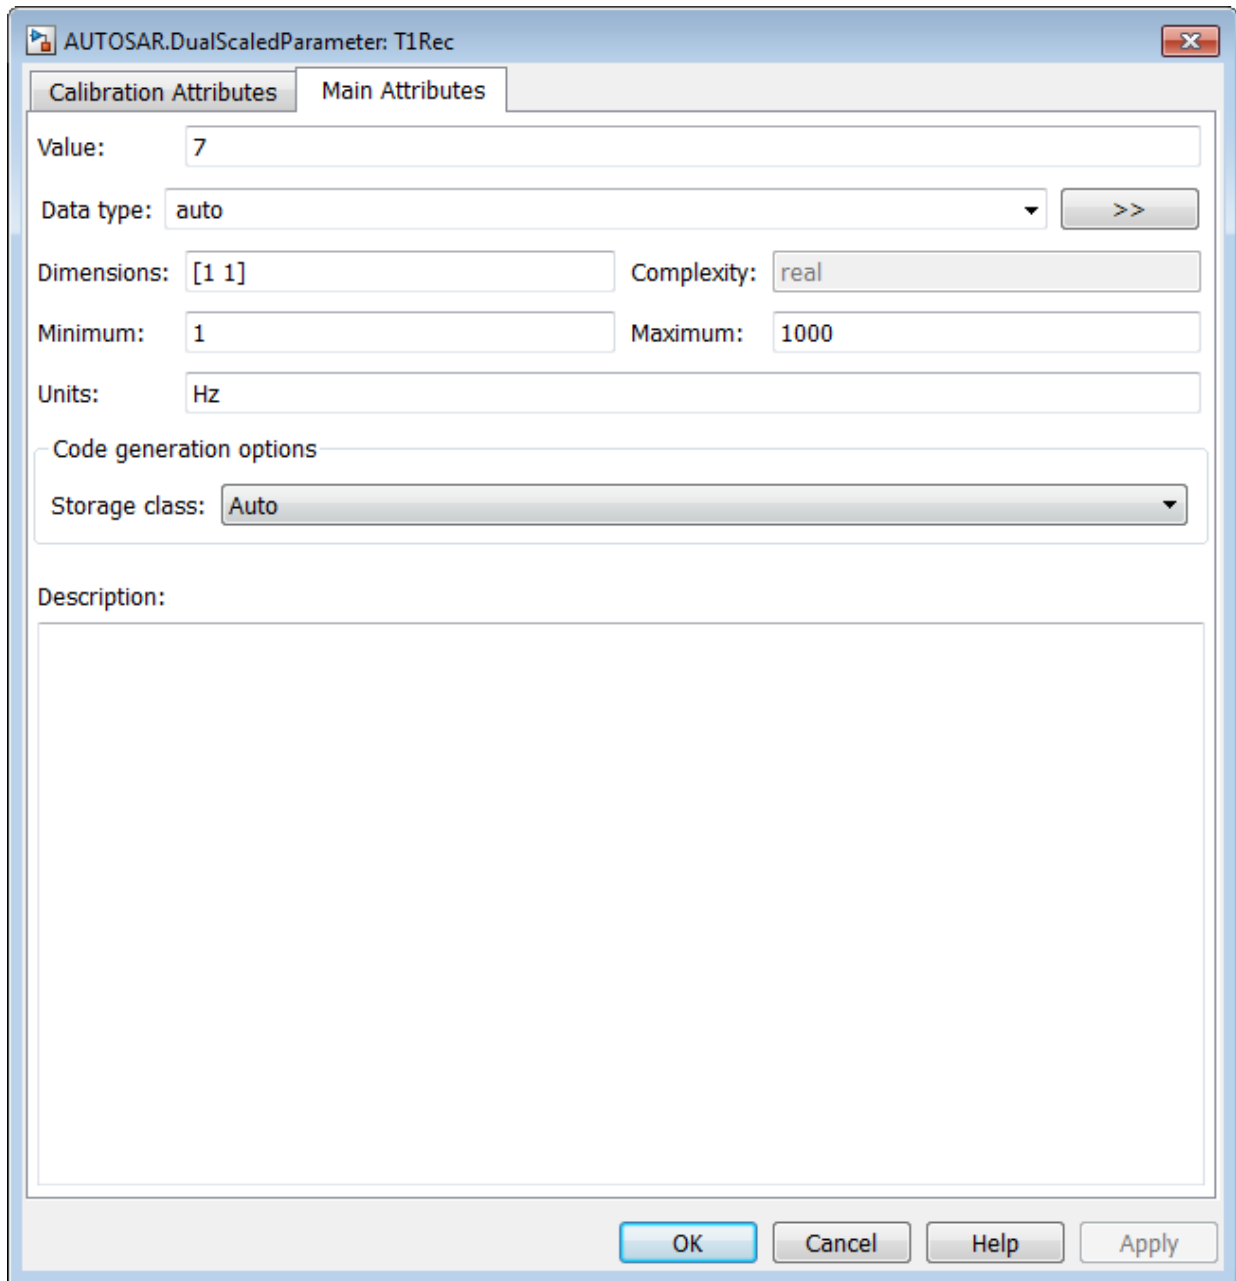 AUTOSAR.DualScaledParameter: T1Rec
Calibration Attributes Main Attributes
Value: 7
Data type: auto >>
Dimensions: [1 1] Complexity: real
Minimum: 1 Maximum: 1000
Units: Hz
Code generation options
Storage class: Auto
Description:
OK Cancel Help Apply